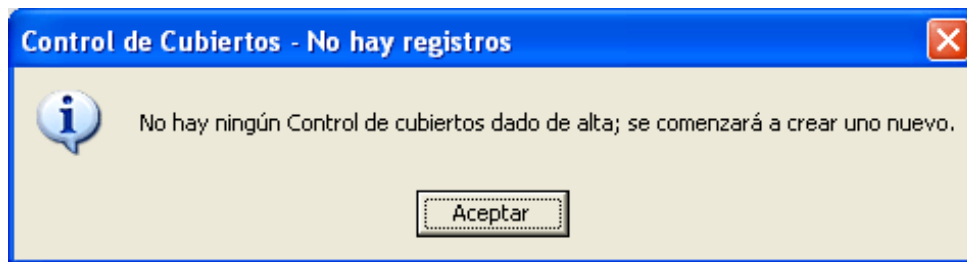 Control de Cubiertos - No hay registros
No hay ningún Control de cubiertos dado de alta; se comenzará a crear uno nuevo.
Aceptar